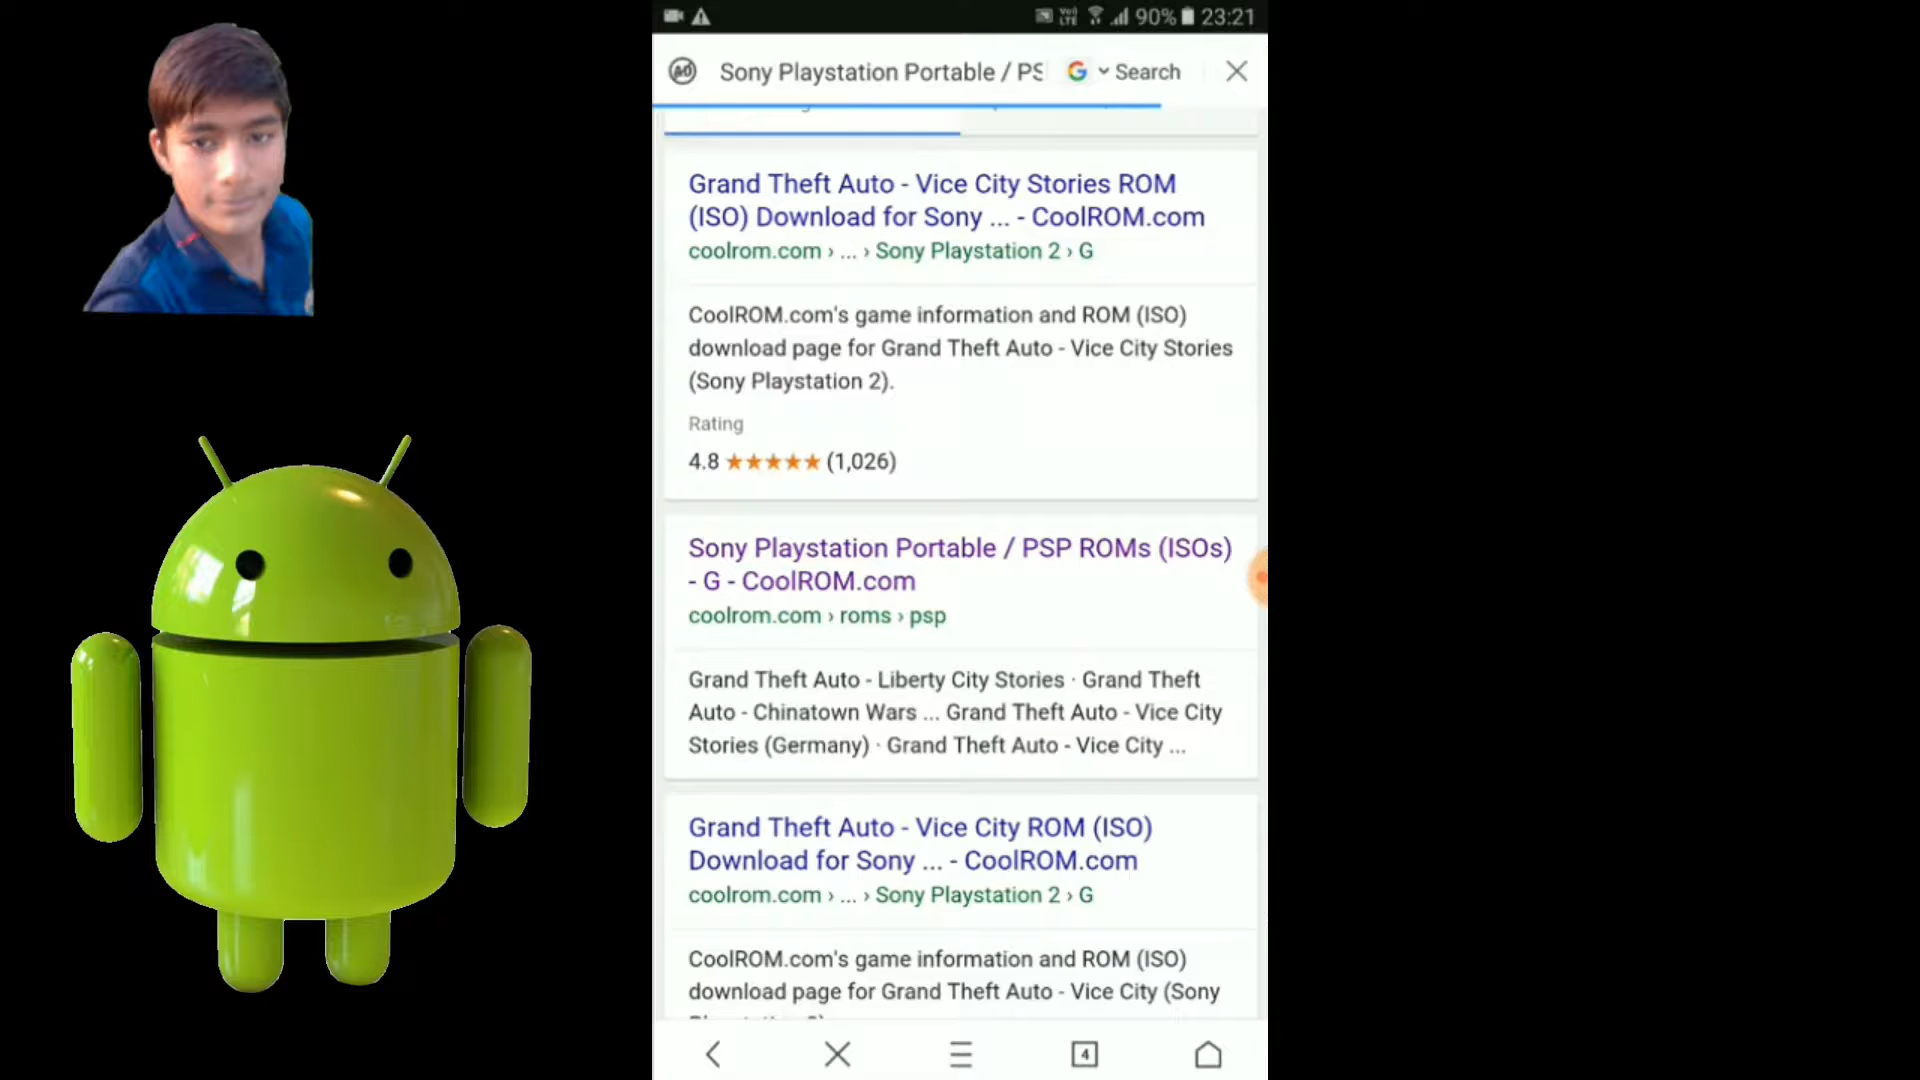 90% 23:21
Sony Playstation Portable / PS
Search
Grand Theft Auto - Vice City Stories ROM
(ISO) Download for Sony ... - CoolROM.com
coolrom.com › ... › Sony Playstation 2 › G
CoolROM.com's game information and ROM (ISO)
download page for Grand Theft Auto - Vice City Stories
(Sony Playstation 2).
Rating
4.8 ★★★★★ (1,026)
Sony Playstation Portable / PSP ROMs (ISOs)
- G - CoolROM.com
coolrom.com › roms › psp
Grand Theft Auto - Liberty City Stories · Grand Theft
Auto - Chinatown Wars ... Grand Theft Auto - Vice City
Stories (Germany) · Grand Theft Auto - Vice City ...
Grand Theft Auto - Vice City ROM (ISO)
Download for Sony ... - CoolROM.com
coolrom.com › ... › Sony Playstation 2 › G
CoolROM.com's game information and ROM (ISO)
download page for Grand Theft Auto - Vice City (Sony
4